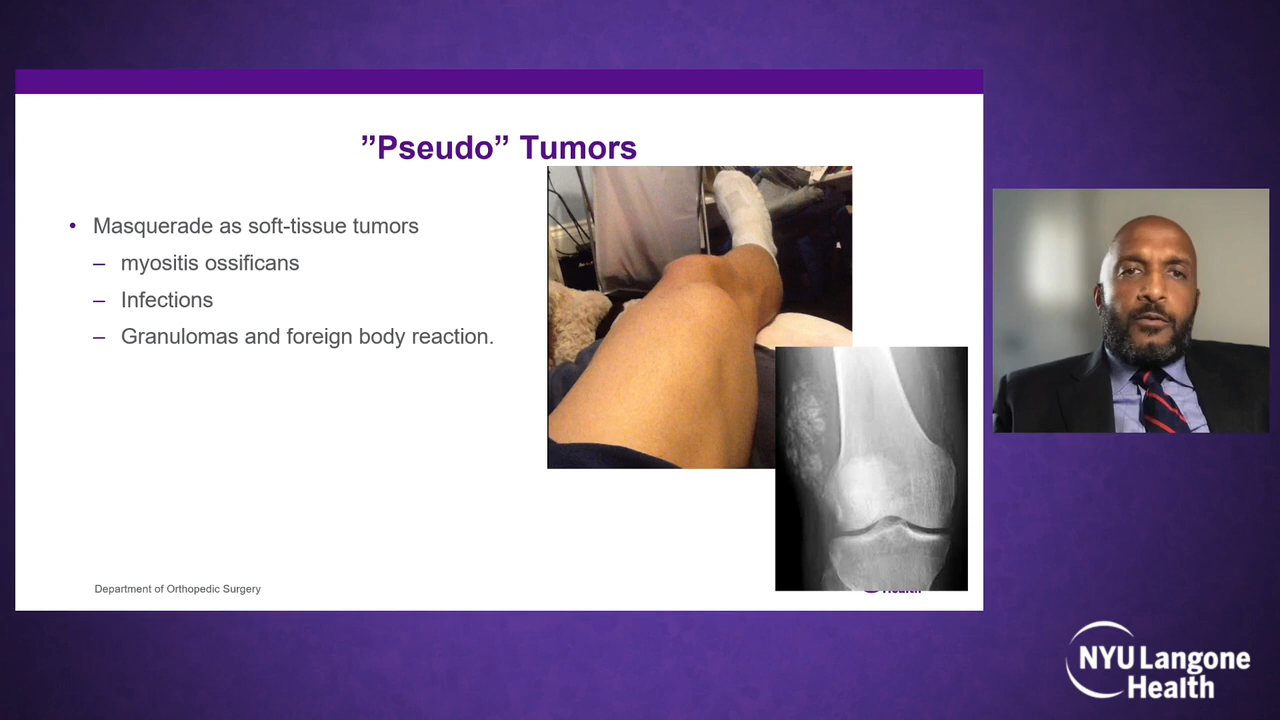 ”Pseudo” Tumors
• Masquerade as soft-tissue tumors
– myositis ossificans
– Infections
– Granulomas and foreign body reaction.
Department of Orthopedic Surgery
Health
NYU Langone
Health